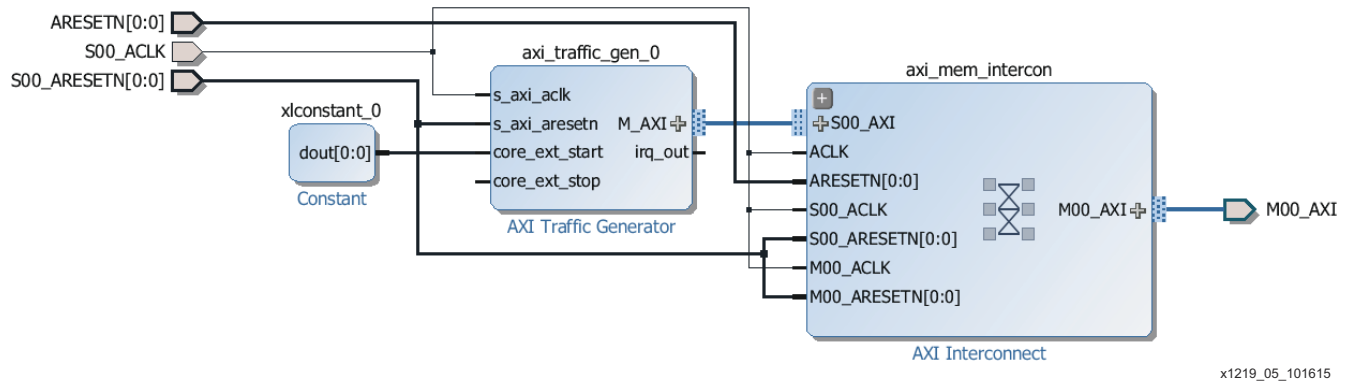 ARESETN[0:0]
S00_ACLK
S00_ARESETN[0:0]
xlconstant_0
dout[0:0]
Constant
axi_traffic_gen_0
s_axi_aclk
s_axi_aresetn
M_AXI
core_ext_start
irq_out
core_ext_stop
AXI Traffic Generator
axi_mem_intercon
S00_AXI
ACLK
ARESETN[0:0]
S00_ACLK
M00_AXI
S00_ARESETN[0:0]
M00_ACLK
M00_ARESETN[0:0]
AXI Interconnect
M00_AXI
x1219_05_101615